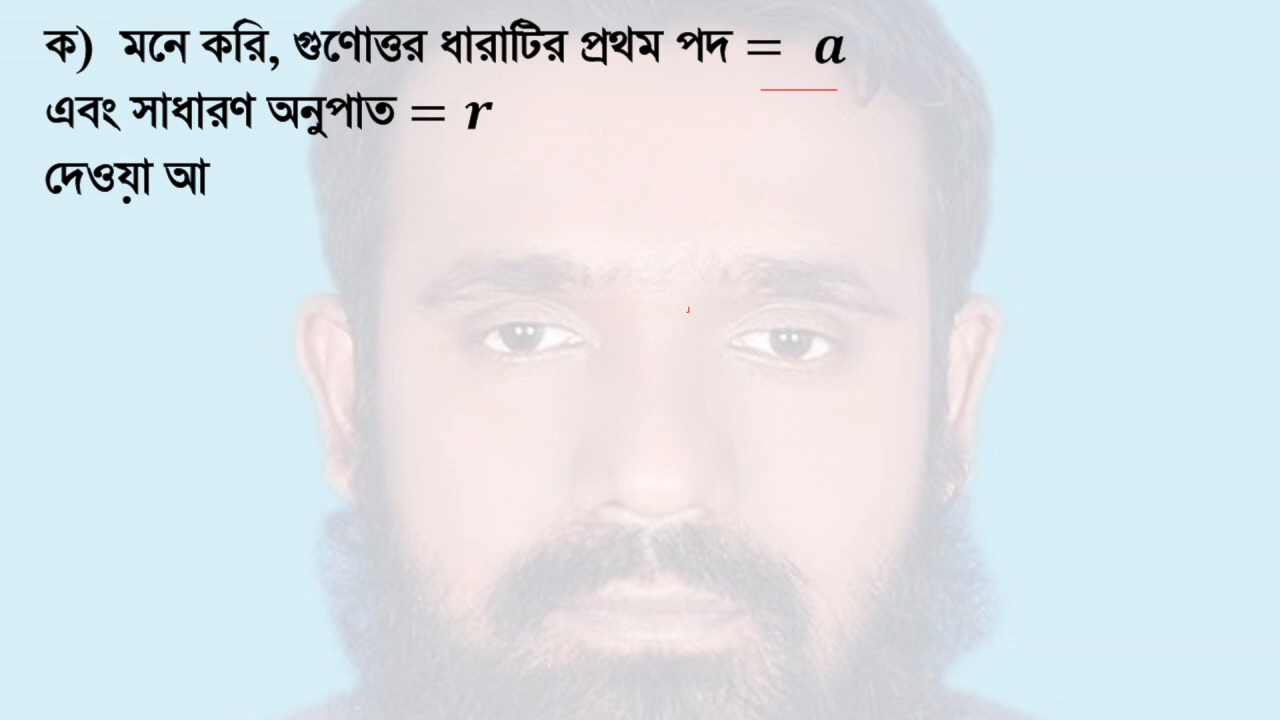 ক) মনে করি, গুণোত্তর ধারাটির প্রথম পদ = a
এবং সাধারণ অনুপাত = r
দেওয়া আ